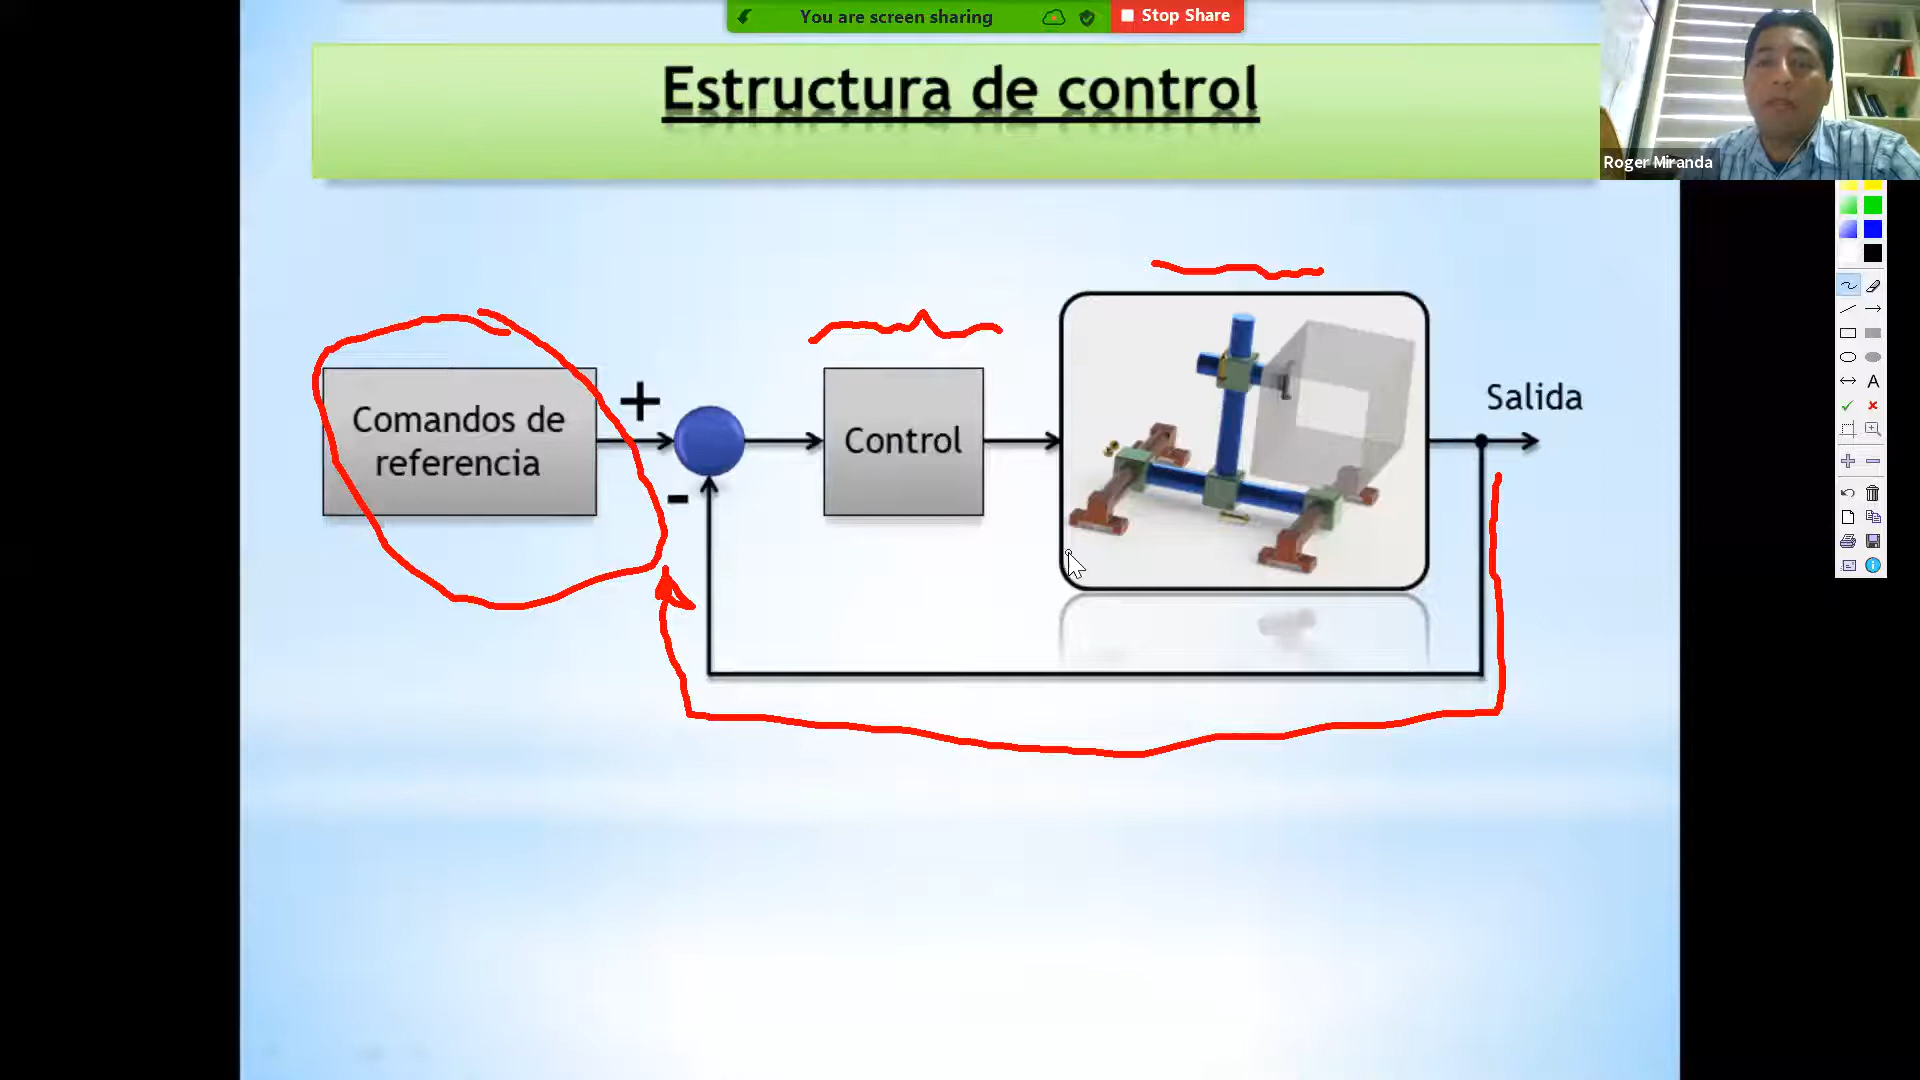 You are screen sharing
Stop Share
Estructura de control
Roger Miranda
Comandos de
referencia
+
-
Control
Salida
A